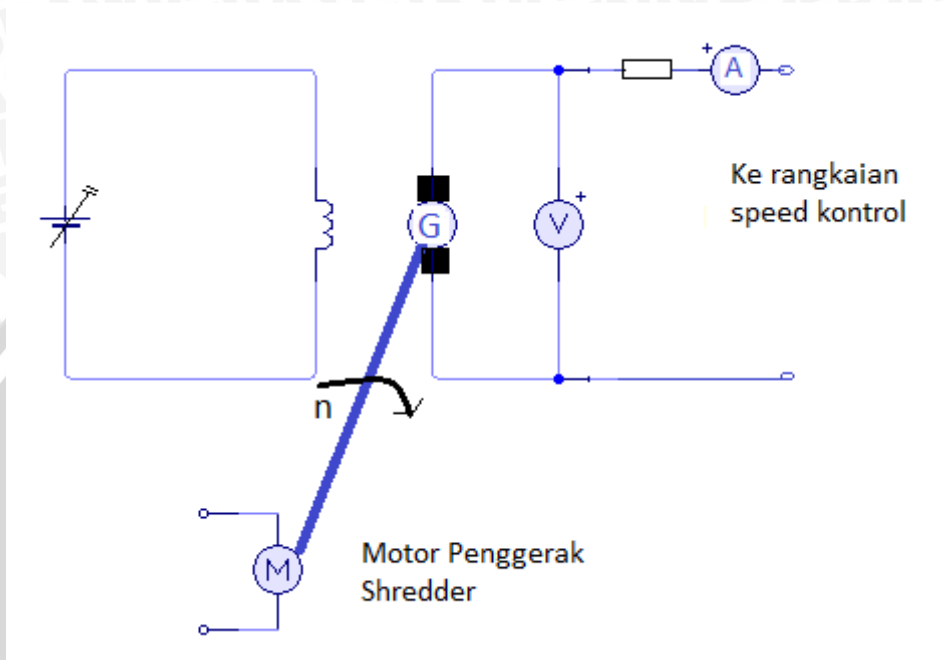 +
A
Ke rangkaian
speed kontrol
+
G
V
n
M
Motor Penggerak
Shredder